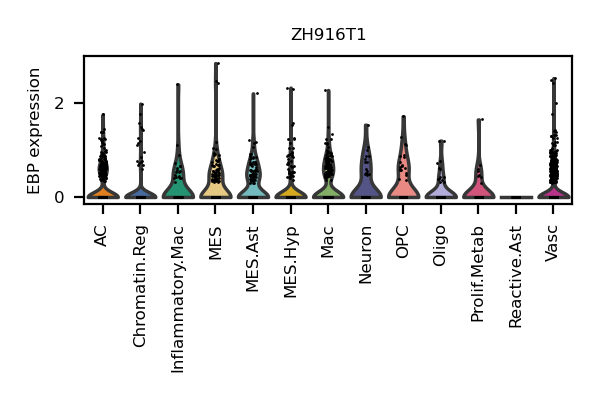 ZH916T1
EBP expression
2
0
AC
Chromatin.Reg
Inflammatory.Mac
MES
MES.Ast
MES.Hyp
Mac
Neuron
OPC
Oligo
Prolif.Metab
Reactive.Ast
Vasc